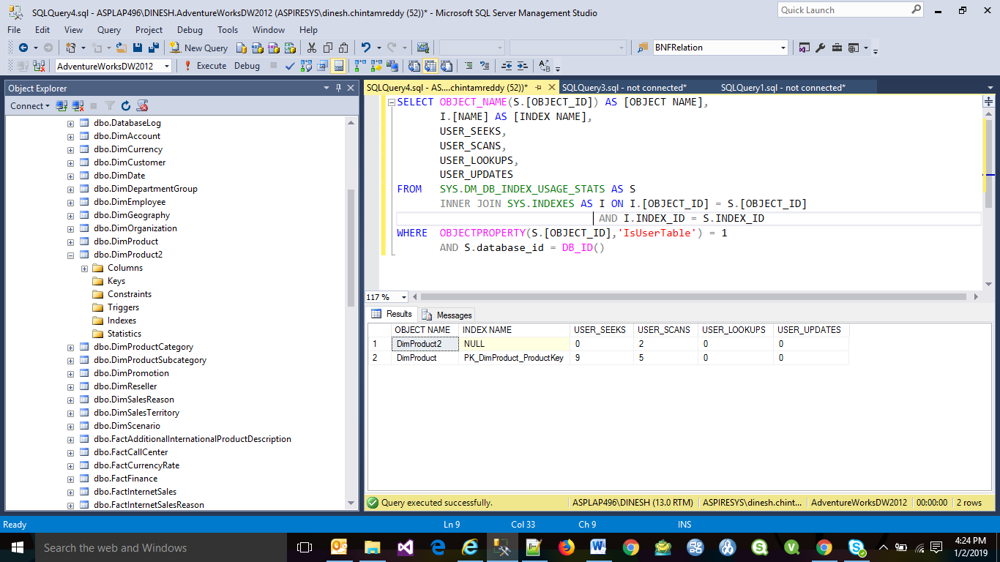 SQLQuery4.sql - ASPLAP496\DINESH.AdventureWorksDW2012 (ASPIRESYS\dinesh.chintamreddy (52))* - Microsoft SQL Server Management Studio
Quick Launch
File Edit View Query Project Debug Tools Window Help
New Query
BNFRelation
AdventureWorksDW2012
Execute Debug
Object Explorer
Connect
dbo.DatabaseLog
dbo.DimAccount
dbo.DimCurrency
dbo.DimCustomer
dbo.DimDate
dbo.DimDepartmentGroup
dbo.DimEmployee
dbo.DimGeography
dbo.DimOrganization
dbo.DimProduct
dbo.DimProduct2
Columns
Keys
Constraints
Triggers
Indexes
Statistics
dbo.DimProductCategory
dbo.DimProductSubcategory
dbo.DimPromotion
dbo.DimReseller
dbo.DimSalesReason
dbo.DimSalesTerritory
dbo.DimScenario
dbo.FactAdditionalInternationalProductDescription
dbo.FactCallCenter
dbo.FactCurrencyRate
dbo.FactFinance
dbo.FactInternetSales
dbo.FactInternetSalesReason
SQLQuery4.sql - AS....chintamreddy (52))* SQLQuery3.sql - not connected* SQLQuery1.sql - not connected*
SELECT OBJECT_NAME(S.[OBJECT_ID]) AS [OBJECT NAME],
I.[NAME] AS [INDEX NAME],
USER_SEEKS,
USER_SCANS,
USER_LOOKUPS,
USER_UPDATES
FROM SYS.DM_DB_INDEX_USAGE_STATS AS S
INNER JOIN SYS.INDEXES AS I ON I.[OBJECT_ID] = S.[OBJECT_ID]
AND I.INDEX_ID = S.INDEX_ID
WHERE OBJECTPROPERTY(S.[OBJECT_ID],'IsUserTable') = 1
AND S.database_id = DB_ID()
117 %
Results Messages
OBJECT NAME INDEX NAME USER_SEEKS USER_SCANS USER_LOOKUPS USER_UPDATES
1 DimProduct2 NULL 0 2 0 0
2 DimProduct PK_DimProduct_ProductKey 9 5 0 0
Query executed successfully. ASPLAP496\DINESH (13.0 RTM) ASPIRESYS\dinesh.chint... AdventureWorksDW2012 00:00:00 2 rows
Ready Ln 9 Col 33 Ch 9 INS
Search the web and Windows
4:24 PM
1/2/2019